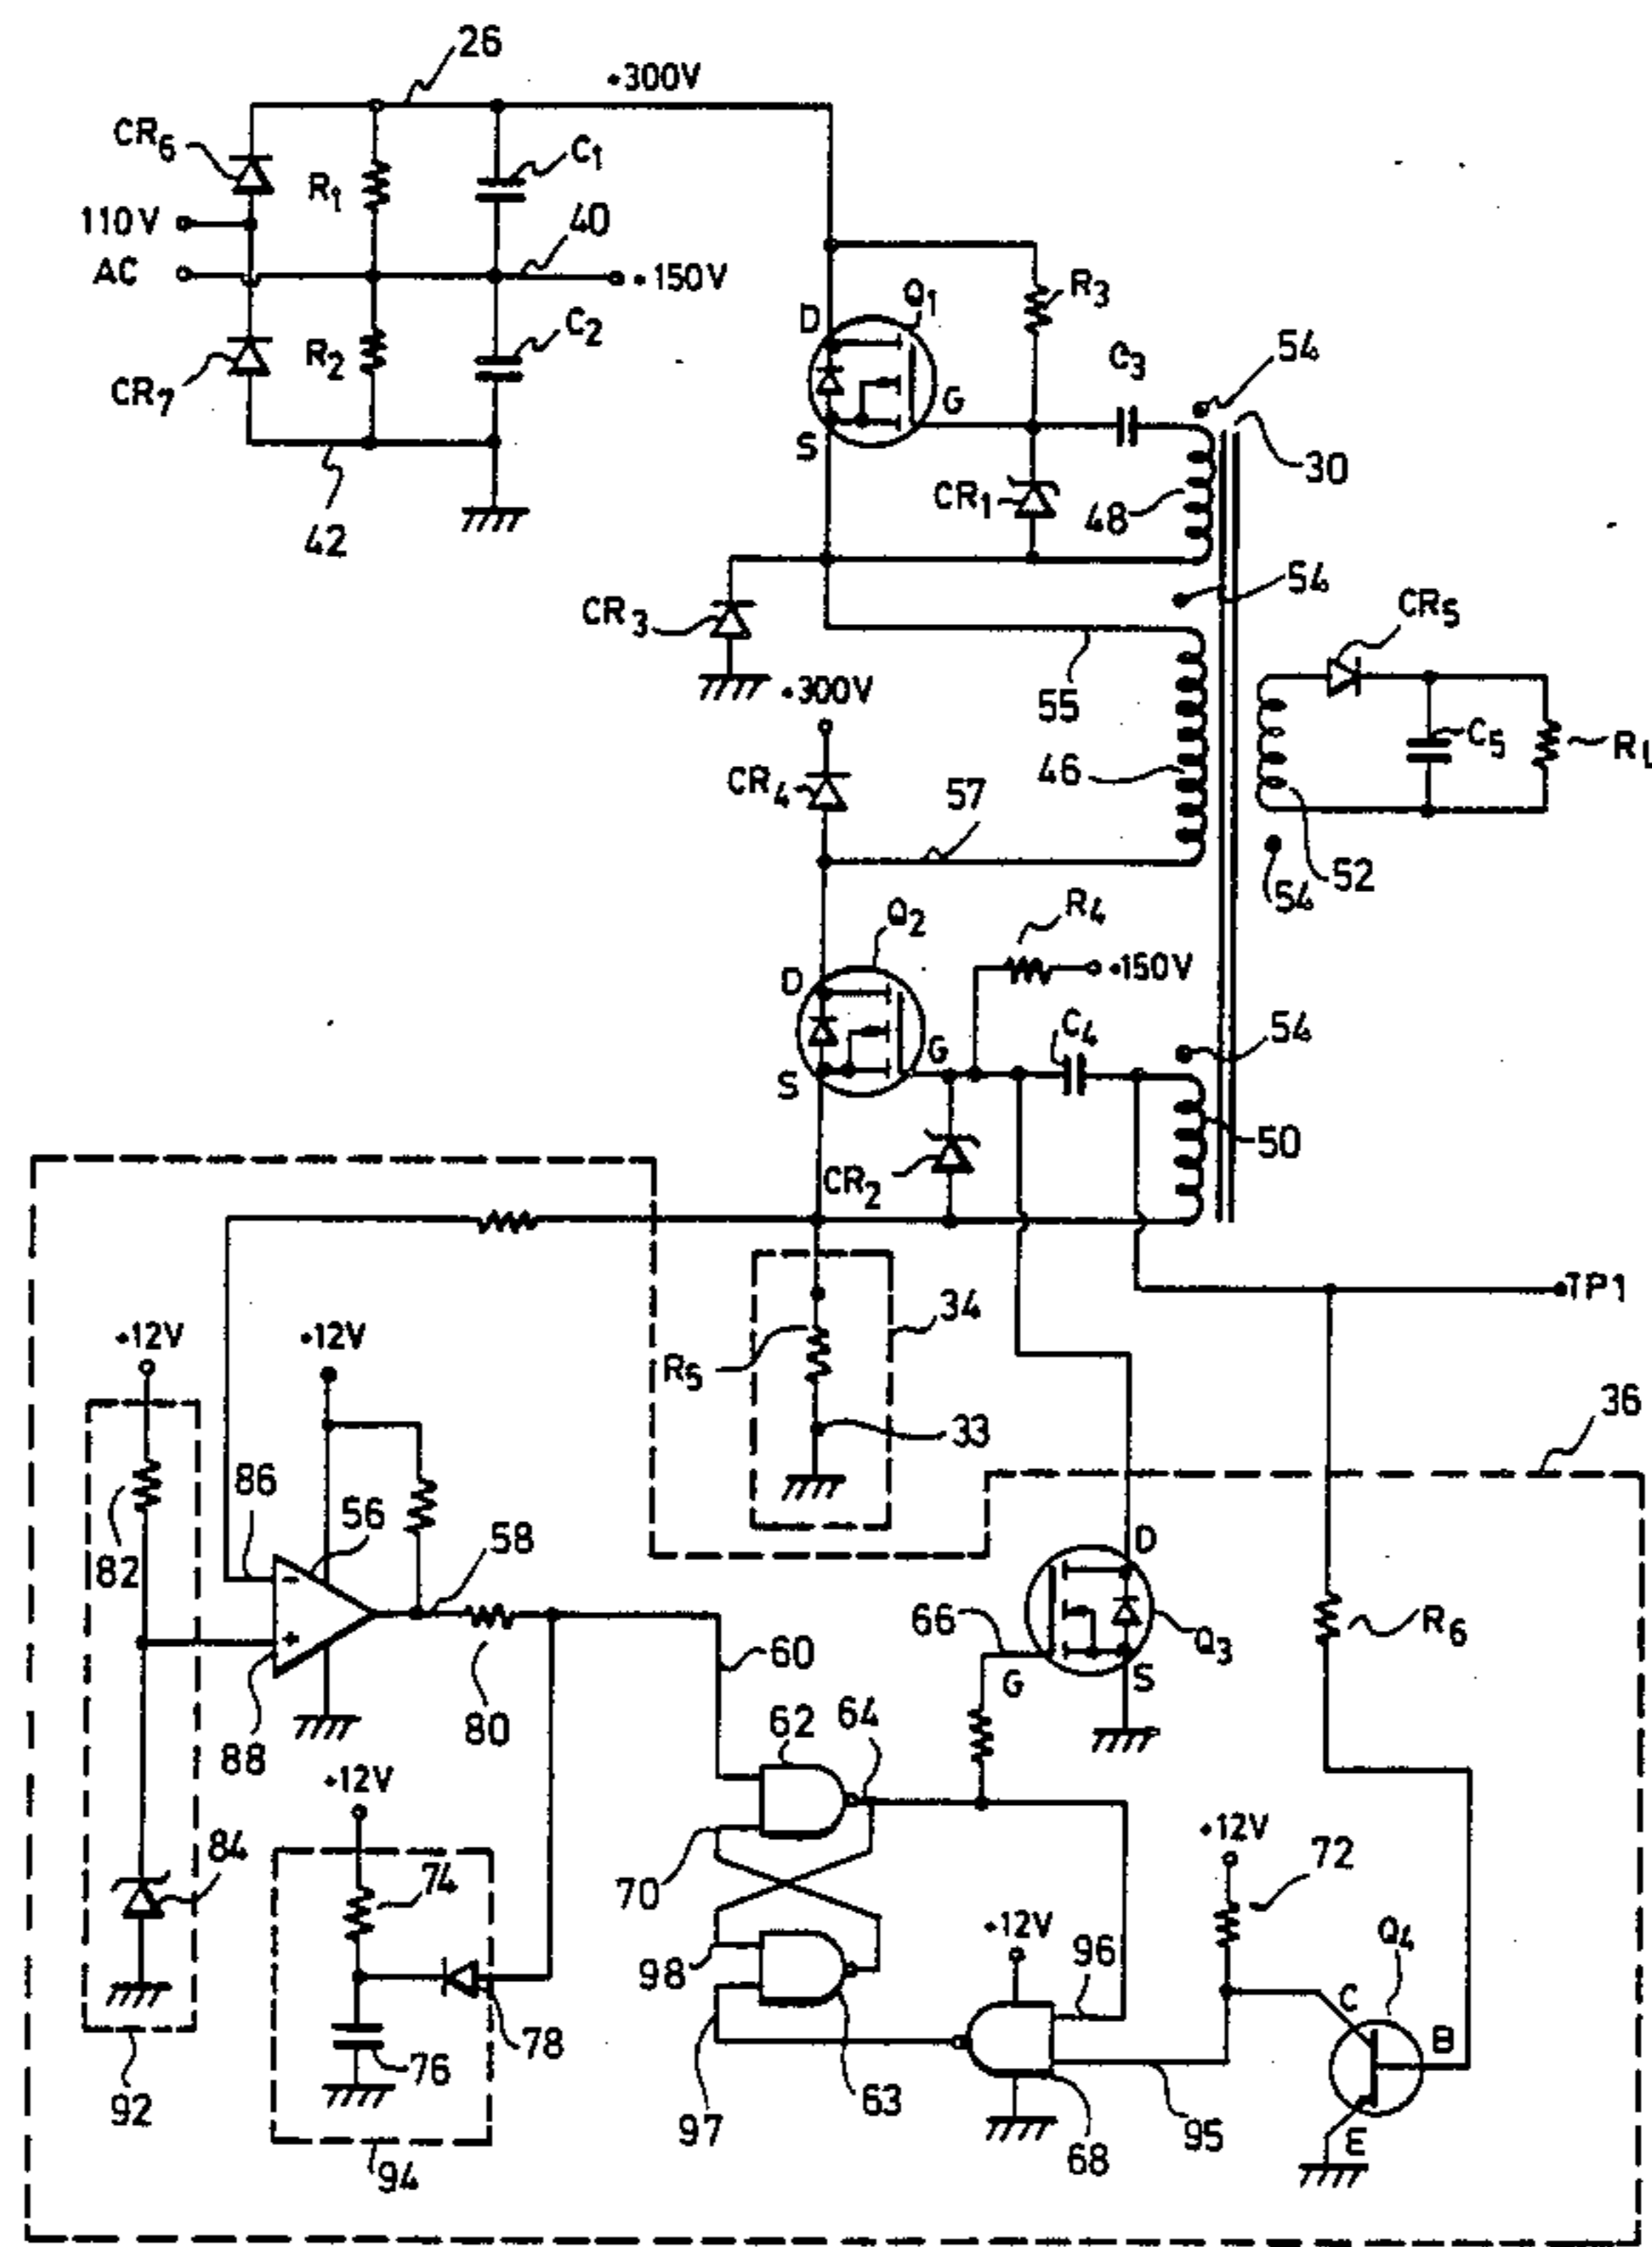 26
+300V
CR6
C1
R1
110V
40
AC
+150V
R3
Q1
D
C2
R2
C3
54
CR7
G
S
30
CR1
48
42
54
CR3
CR5
+300V
55
C5
RL
46
CR4
57
52
54
Q2
R4
D
+150V
C4
54
G
S
50
CR2
TP1
34
+12V
+12V
R5
36
33
86
56
D
82
58
66
R6
Q3
60
G
S
88
80
62
64
+12V
84
+12V
72
74
70
+12V
96
Q4
98
C
B
78
76
63
92
97
95
E
94
68